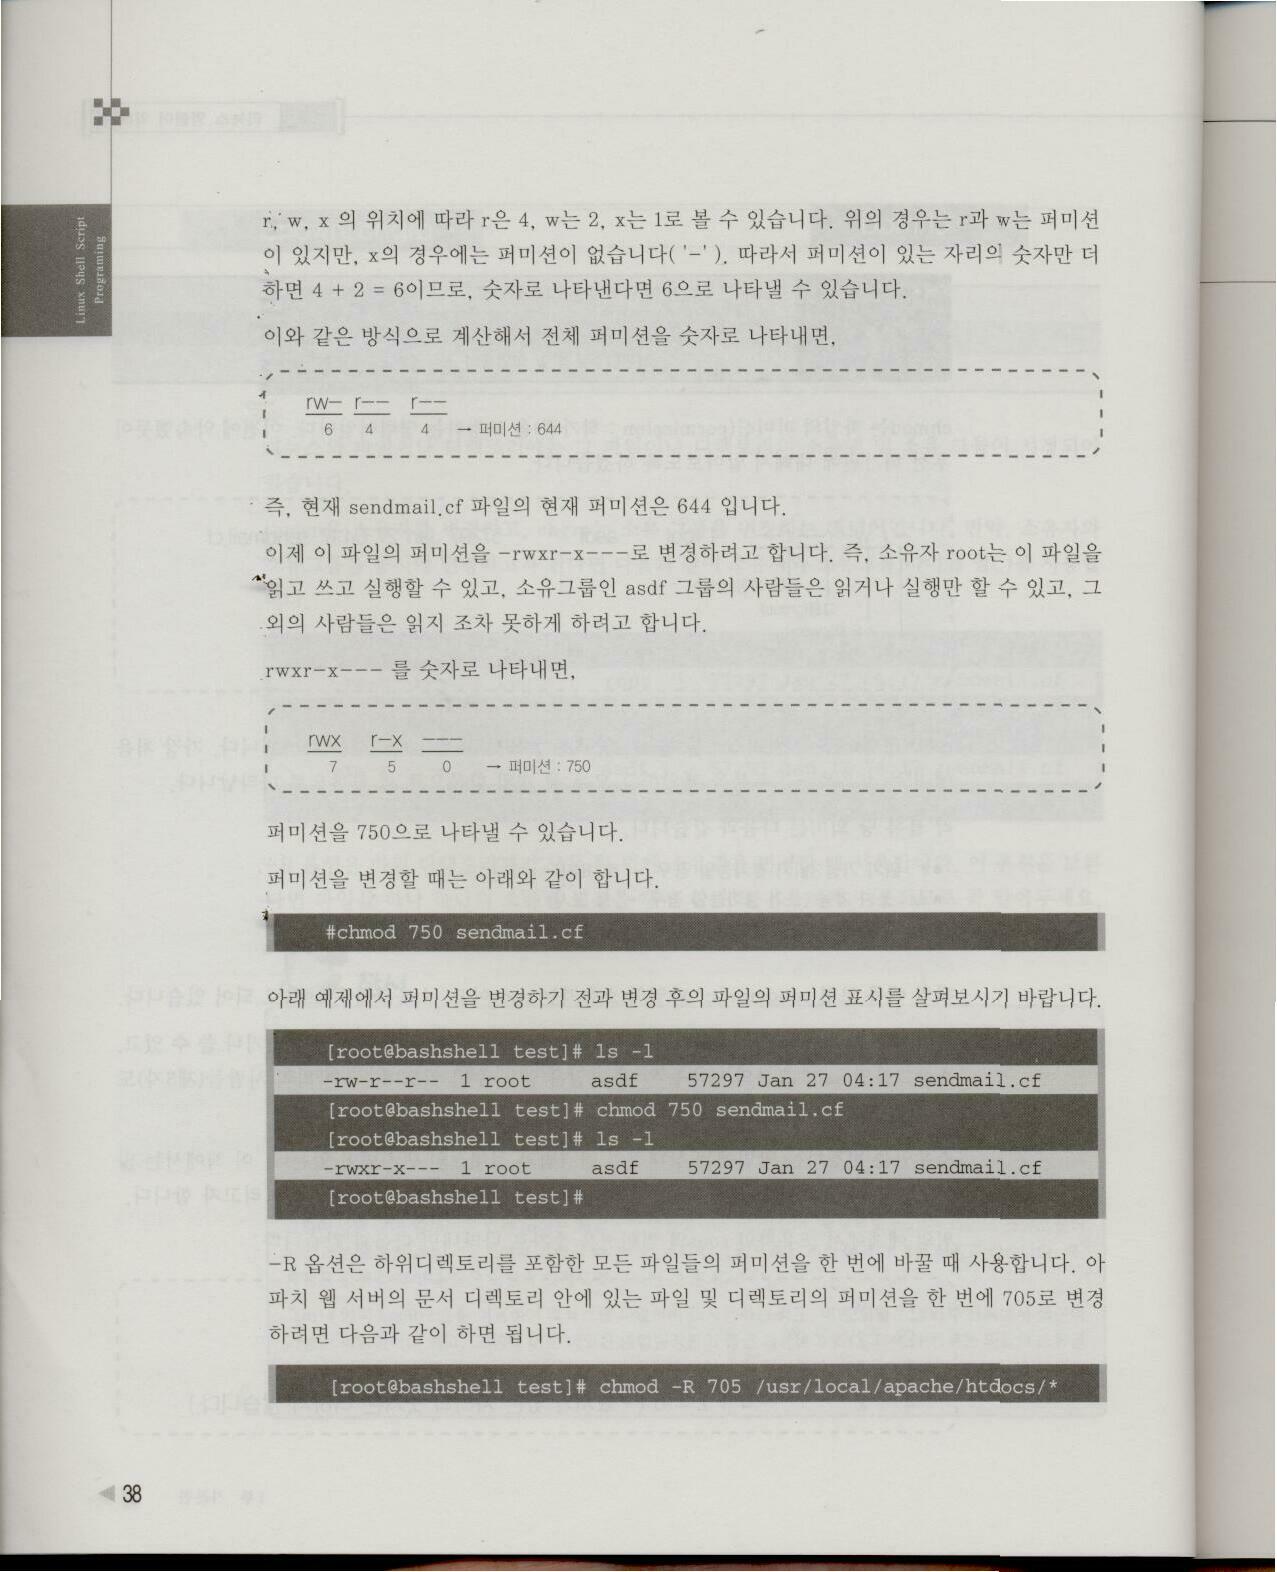 Linux Shell Script
Programing
r, w, x 의 위치에 따라 r은 4, w는 2, x는 1로 볼 수 있습니다. 위의 경우는 r과 w는 퍼미션
이 있지만, x의 경우에는 퍼미션이 없습니다( '-' ). 따라서 퍼미션이 있는 자리의 숫자만 더
하면 4 + 2 = 6이므로, 숫자로 나타낸다면 6으로 나타낼 수 있습니다.
이와 같은 방식으로 계산해서 전체 퍼미션을 숫자로 나타내면,
rw- r-- r--
6 4 4 → 퍼미션 : 644
즉, 현재 sendmail.cf 파일의 현재 퍼미션은 644 입니다.
이제 이 파일의 퍼미션을 -rwxr-x---로 변경하려고 합니다. 즉, 소유자 root는 이 파일을
읽고 쓰고 실행할 수 있고, 소유그룹인 asdf 그룹의 사람들은 읽거나 실행만 할 수 있고, 그
외의 사람들은 읽지 조차 못하게 하려고 합니다.
rwxr-x--- 를 숫자로 나타내면,
rwx r-x ---
7 5 0 → 퍼미션 : 750
퍼미션을 750으로 나타낼 수 있습니다.
퍼미션을 변경할 때는 아래와 같이 합니다.
#chmod 750 sendmail.cf
아래 예제에서 퍼미션을 변경하기 전과 변경 후의 파일의 퍼미션 표시를 살펴보시기 바랍니다.
[root@bashshell test]# ls -l
-rw-r--r-- 1 root asdf 57297 Jan 27 04:17 sendmail.cf
[root@bashshell test]# chmod 750 sendmail.cf
[root@bashshell test]# ls -l
-rwxr-x--- 1 root asdf 57297 Jan 27 04:17 sendmail.cf
[root@bashshell test]#
-R 옵션은 하위디렉토리를 포함한 모든 파일들의 퍼미션을 한 번에 바꿀 때 사용합니다. 아
파치 웹 서버의 문서 디렉토리 안에 있는 파일 및 디렉토리의 퍼미션을 한 번에 705로 변경
하려면 다음과 같이 하면 됩니다.
[root@bashshell test]# chmod -R 705 /usr/local/apache/htdocs/*
38